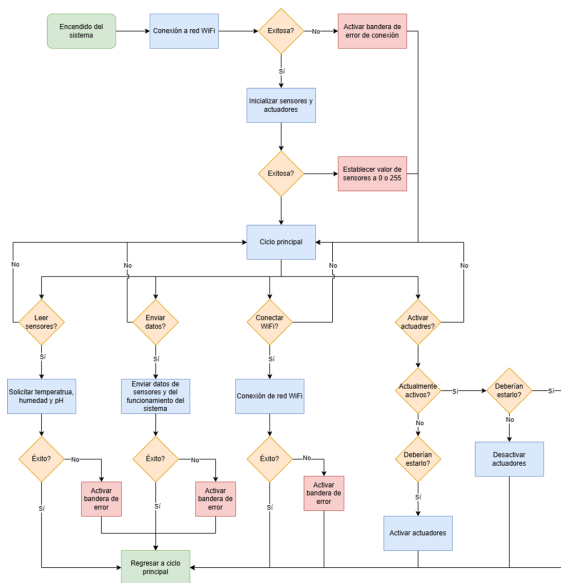 Encendido del
sistema
Conexión a red WiFi
Exitosa?
No
Activar bandera de
error de conexión
Sí
Inicializar sensores y
actuadores
Exitosa?
Establecer valor de
sensores a 0 o 255
Ciclo principal
No
No
No
No
Leer
sensores?
Enviar
datos?
Conectar
WiFi?
Activar
actuadres?
Sí
Sí
Sí
Sí
Solicitar temperatrua,
humedad y pH
Enviar datos de
sensores y del
funcionamiento del
sistema
Conexión de red WiFi
Actualmente
activos?
Sí
Deberían
estarlo?
Sí
No
No
Éxito?
No
Éxito?
No
Éxito?
No
Deberían
estarlo?
Desactivar
actuadores
Activar
bandera de
error
Activar
bandera de
error
Activar
bandera de
error
Sí
Sí
Sí
Sí
Activar actuadores
Regresar a ciclo
principal